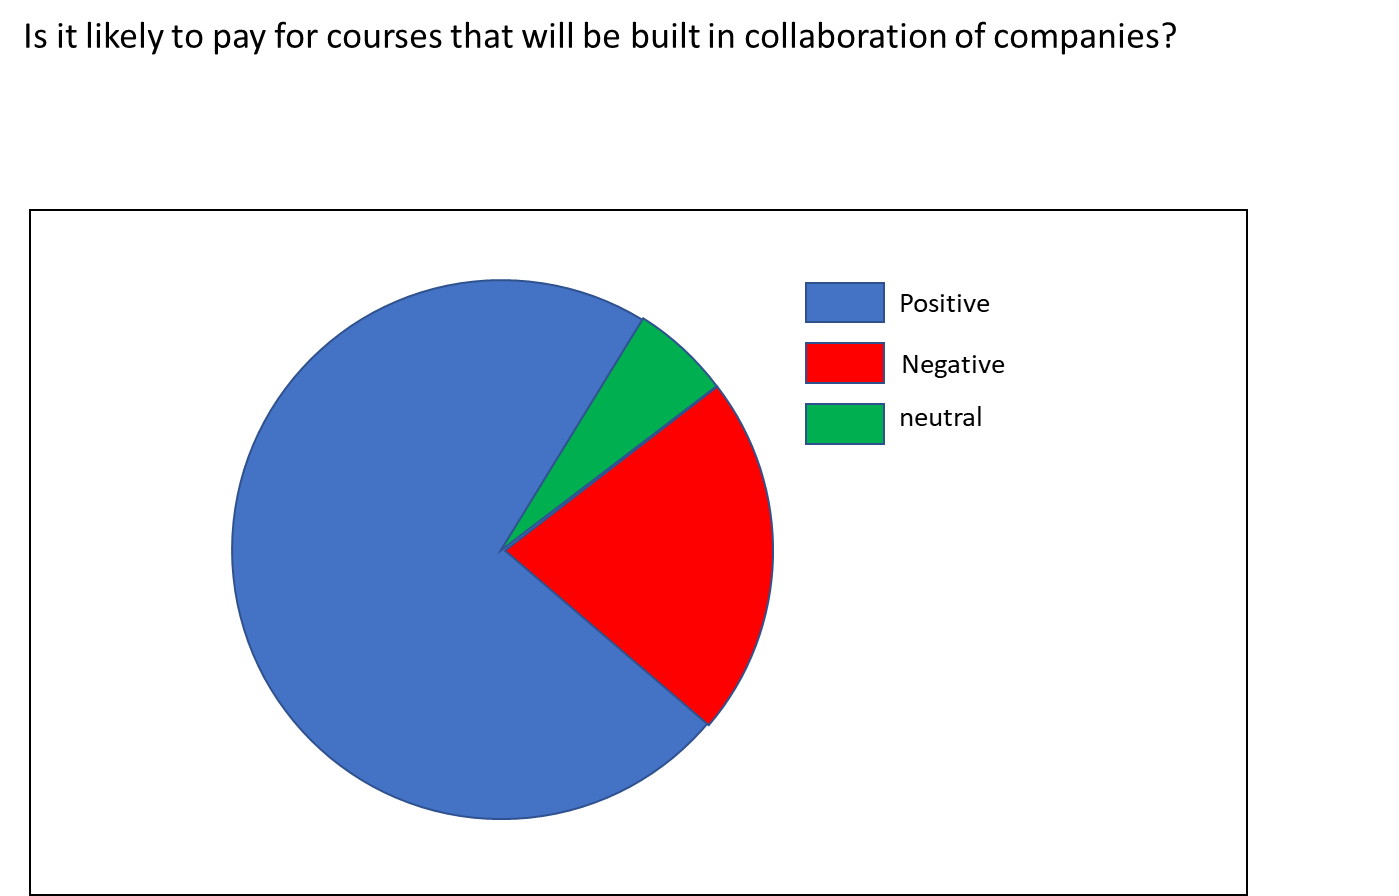 Is it likely to pay for courses that will be built in collaboration of companies?
Positive
Negative
neutral